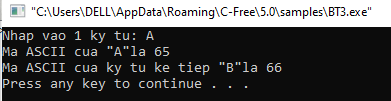 "C:\Users\DELL\AppData\Roaming\C-Free\5.0\samples\BT3.exe"
Nhap vao 1 ky tu: A
Ma ASCII cua "A"la 65
Ma ASCII cua ky tu ke tiep "B"la 66
Press any key to continue . . .